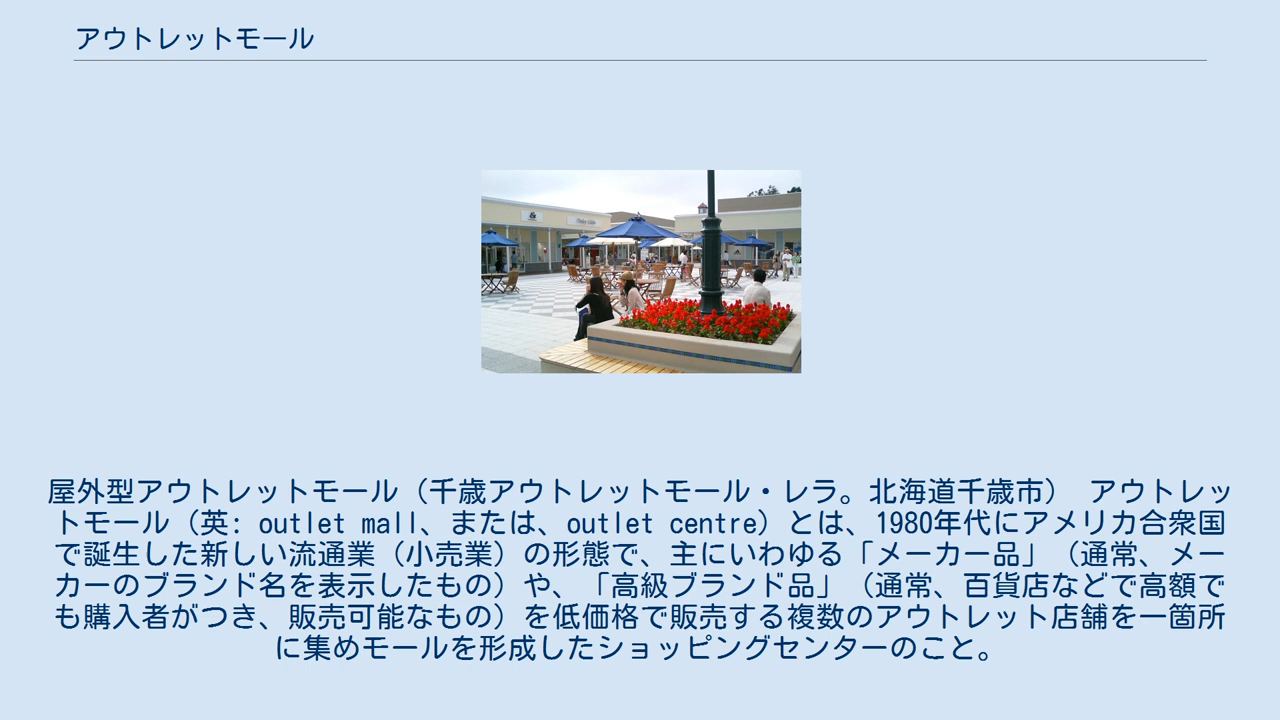 アウトレットモール
屋外型アウトレットモール（千歳アウトレットモール・レラ。北海道千歳市） アウトレッ
トモール（英: outlet mall、または、outlet centre）とは、1980年代にアメリカ合衆国
で誕生した新しい流通業（小売業）の形態で、主にいわゆる「メーカー品」（通常、メー
カーのブランド名を表示したもの）や、「高級ブランド品」（通常、百貨店などで高額で
も購入者がつき、販売可能なもの）を低価格で販売する複数のアウトレット店舗を一箇所
に集めモールを形成したショッピングセンターのこと。